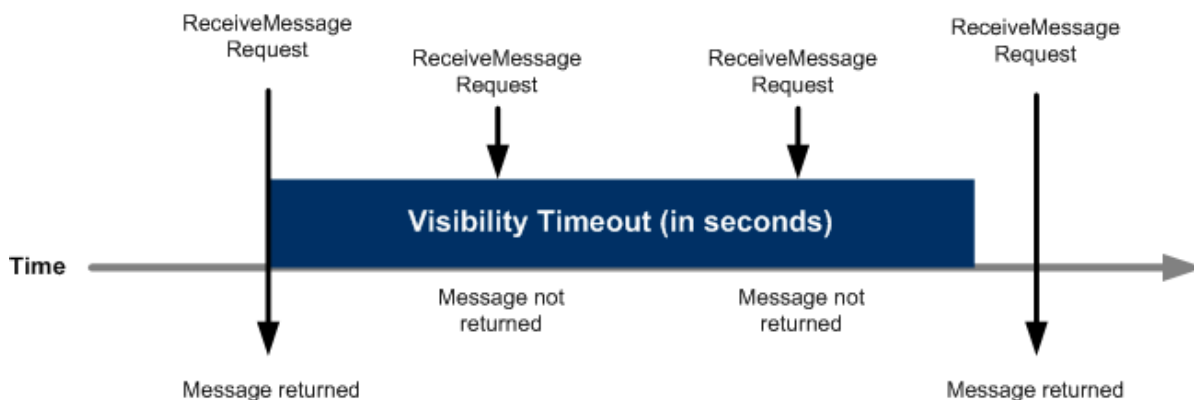 ReceiveMessage
Request
ReceiveMessage
Request
ReceiveMessage
Request
ReceiveMessage
Request
Visibility Timeout (in seconds)
Time
Message not
returned
Message not
returned
Message returned
Message returned